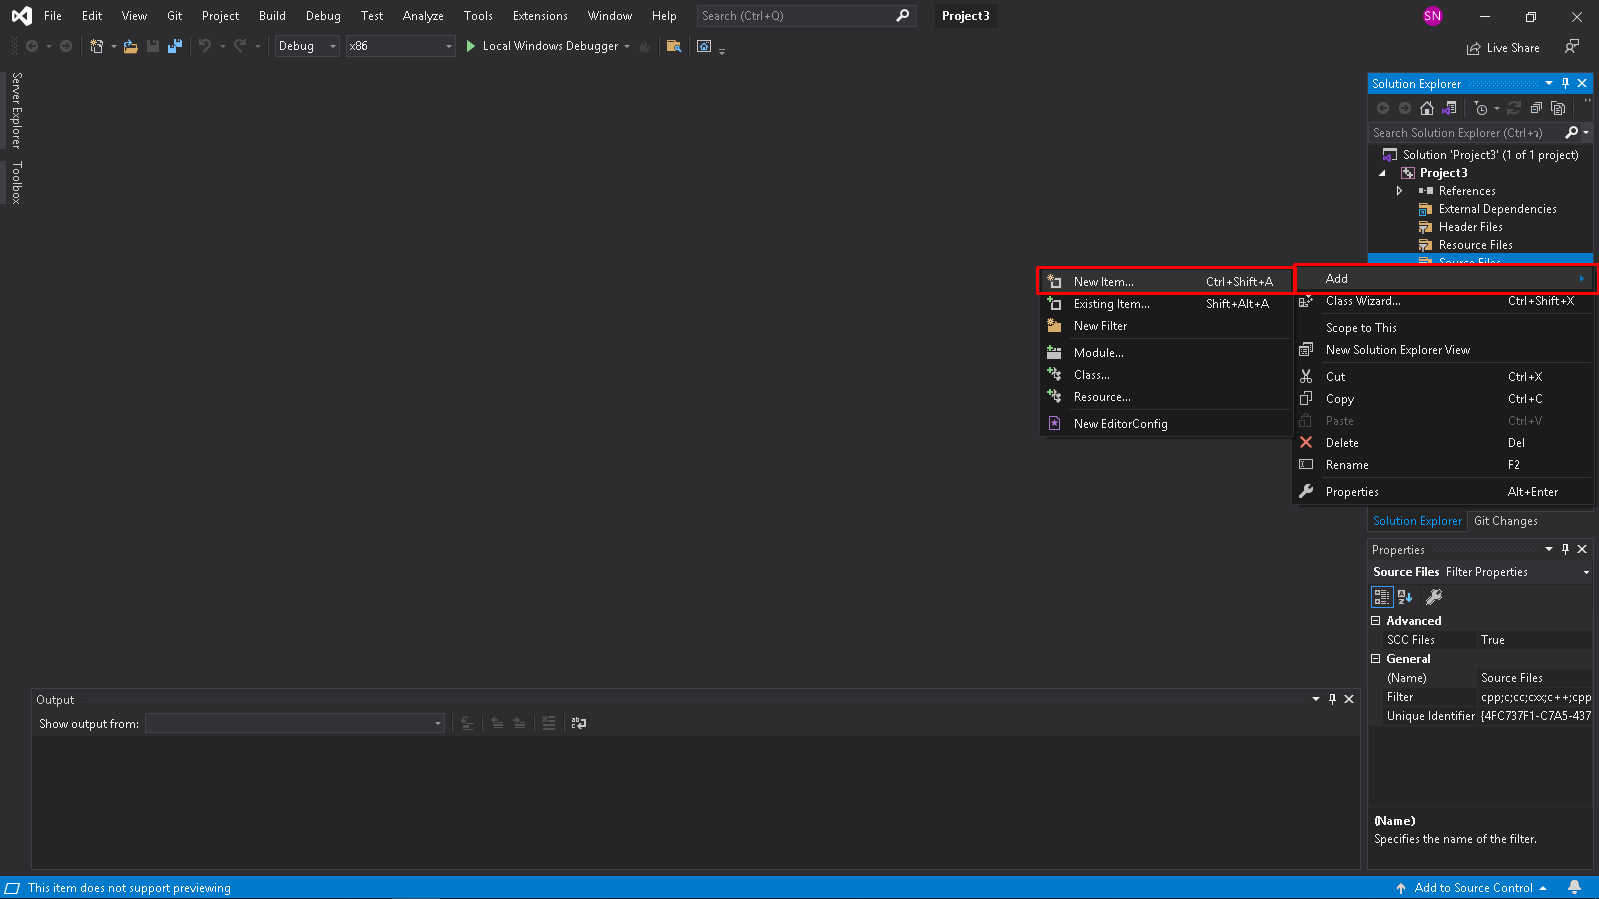 File Edit View Git Project Build Debug Test Analyze Tools Extensions Window Help Search (Ctrl+Q) Project3 SN
Debug x86 Local Windows Debugger Live Share
Server Explorer
Toolbox
Solution Explorer
Search Solution Explorer (Ctrl+ว)
Solution 'Project3' (1 of 1 project)
Project3
References
External Dependencies
Header Files
Resource Files
Source Files
New Item... Ctrl+Shift+A
Existing Item... Shift+Alt+A
New Filter
Module...
Class...
Resource...
New EditorConfig
Add
Class Wizard... Ctrl+Shift+X
Scope to This
New Solution Explorer View
Cut Ctrl+X
Copy Ctrl+C
Paste Ctrl+V
Delete Del
Rename F2
Properties Alt+Enter
Solution Explorer Git Changes
Properties
Source Files Filter Properties
Advanced
SCC Files True
General
(Name) Source Files
Filter cpp;c;cc;cxx;c++;cpp
Unique Identifier {4FC737F1-C7A5-437
(Name)
Specifies the name of the filter.
Output
Show output from:
This item does not support previewing Add to Source Control